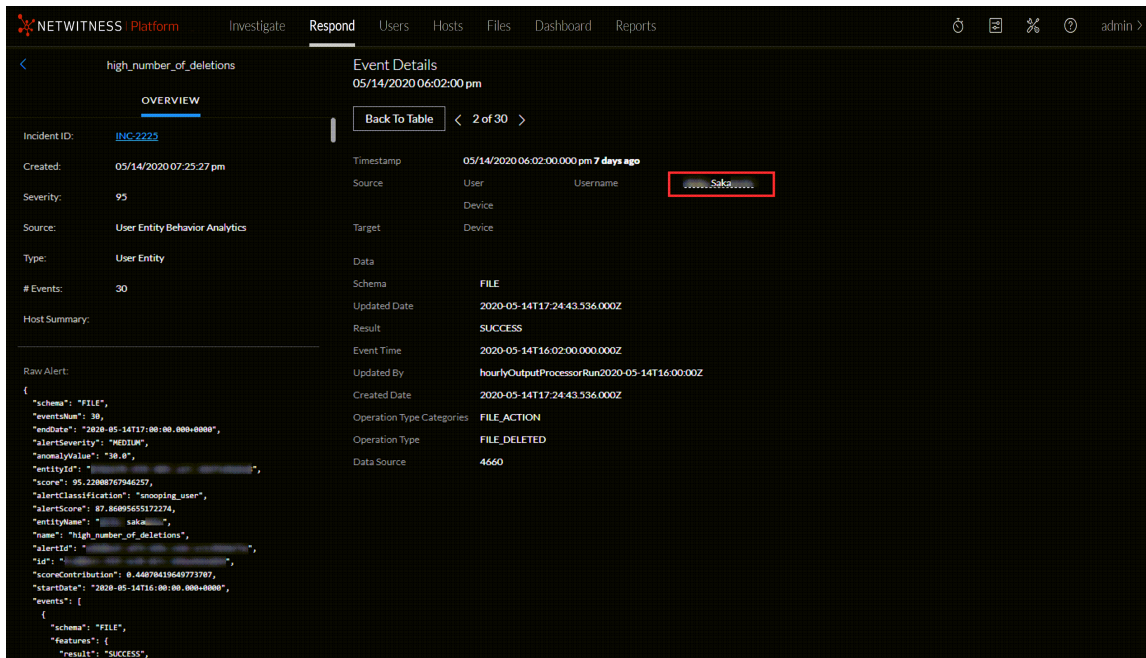 NETWITNESS Platform Investigate Respond Users Hosts Files Dashboard Reports admin >
high_number_of_deletions
OVERVIEW
Incident ID: INC-2225
Created: 05/14/2020 07:25:27 pm
Severity: 95
Source: User Entity Behavior Analytics
Type: User Entity
# Events: 30
Host Summary:
Raw Alert:
{
"schema": "FILE",
"eventsNum": 30,
"endDate": "2020-05-14T17:00:00.000+0000",
"alertSeverity": "MEDIUM",
"anomalyValue": "30.0",
"entityId": "
"score": 95.22008767946257,
"alertClassification": "snooping_user",
"alertScore": 87.86095655172274,
"entityName": " saka ",
"name": "high_number_of_deletions",
"alertId": " ",
"id": " ",
"scoreContribution": 0.44070419649773707,
"startDate": "2020-05-14T16:00:00.000+0000",
"events": [
{
"schema": "FILE",
"features": {
"result": "SUCCESS",
Event Details
05/14/2020 06:02:00 pm
Back To Table < 2 of 30 >
Timestamp 05/14/2020 06:02:00.000 pm 7 days ago
Source User Username Saka
Device
Target Device
Data
Schema FILE
Updated Date 2020-05-14T17:24:43.536.000Z
Result SUCCESS
Event Time 2020-05-14T16:02:00.000.000Z
Updated By hourlyOutputProcessorRun2020-05-14T16:00:00Z
Created Date 2020-05-14T17:24:43.536.000Z
Operation Type Categories FILE_ACTION
Operation Type FILE_DELETED
Data Source 4660